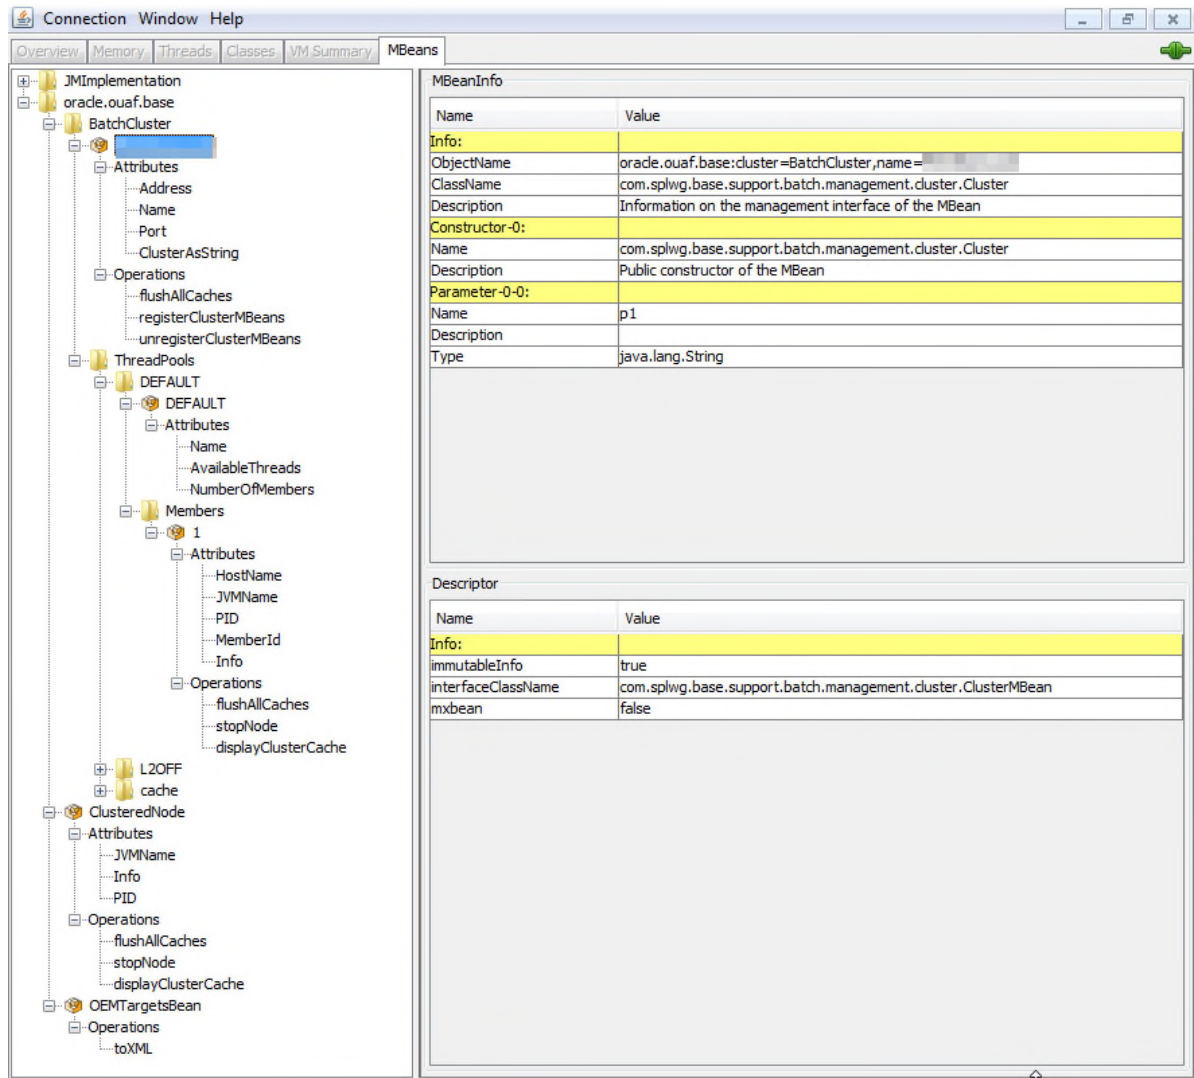 Connection Window Help
Overview Memory Threads Classes VM Summary MBeans
JMImplementation
oracle.ouaf.base
BatchCluster
Attributes
Address
Name
Port
ClusterAsString
Operations
flushAllCaches
registerClusterMBeans
unregisterClusterMBeans
ThreadPools
DEFAULT
DEFAULT
Attributes
Name
AvailableThreads
NumberOfMembers
Members
1
Attributes
HostName
JVMName
PID
MemberId
Info
Operations
flushAllCaches
stopNode
displayClusterCache
L2OFF
cache
ClusteredNode
Attributes
JVMName
Info
PID
Operations
flushAllCaches
stopNode
displayClusterCache
OEMTargetsBean
Operations
toXML
MBeanInfo
Name Value
Info:
ObjectName oracle.ouaf.base:cluster=BatchCluster,name=
ClassName com.splwg.base.support.batch.management.cluster.Cluster
Description Information on the management interface of the MBean
Constructor-0:
Name com.splwg.base.support.batch.management.cluster.Cluster
Description Public constructor of the MBean
Parameter-0-0:
Name p1
Description
Type java.lang.String
Descriptor
Name Value
Info:
immutableInfo true
interfaceClassName com.splwg.base.support.batch.management.cluster.ClusterMBean
mxbean false